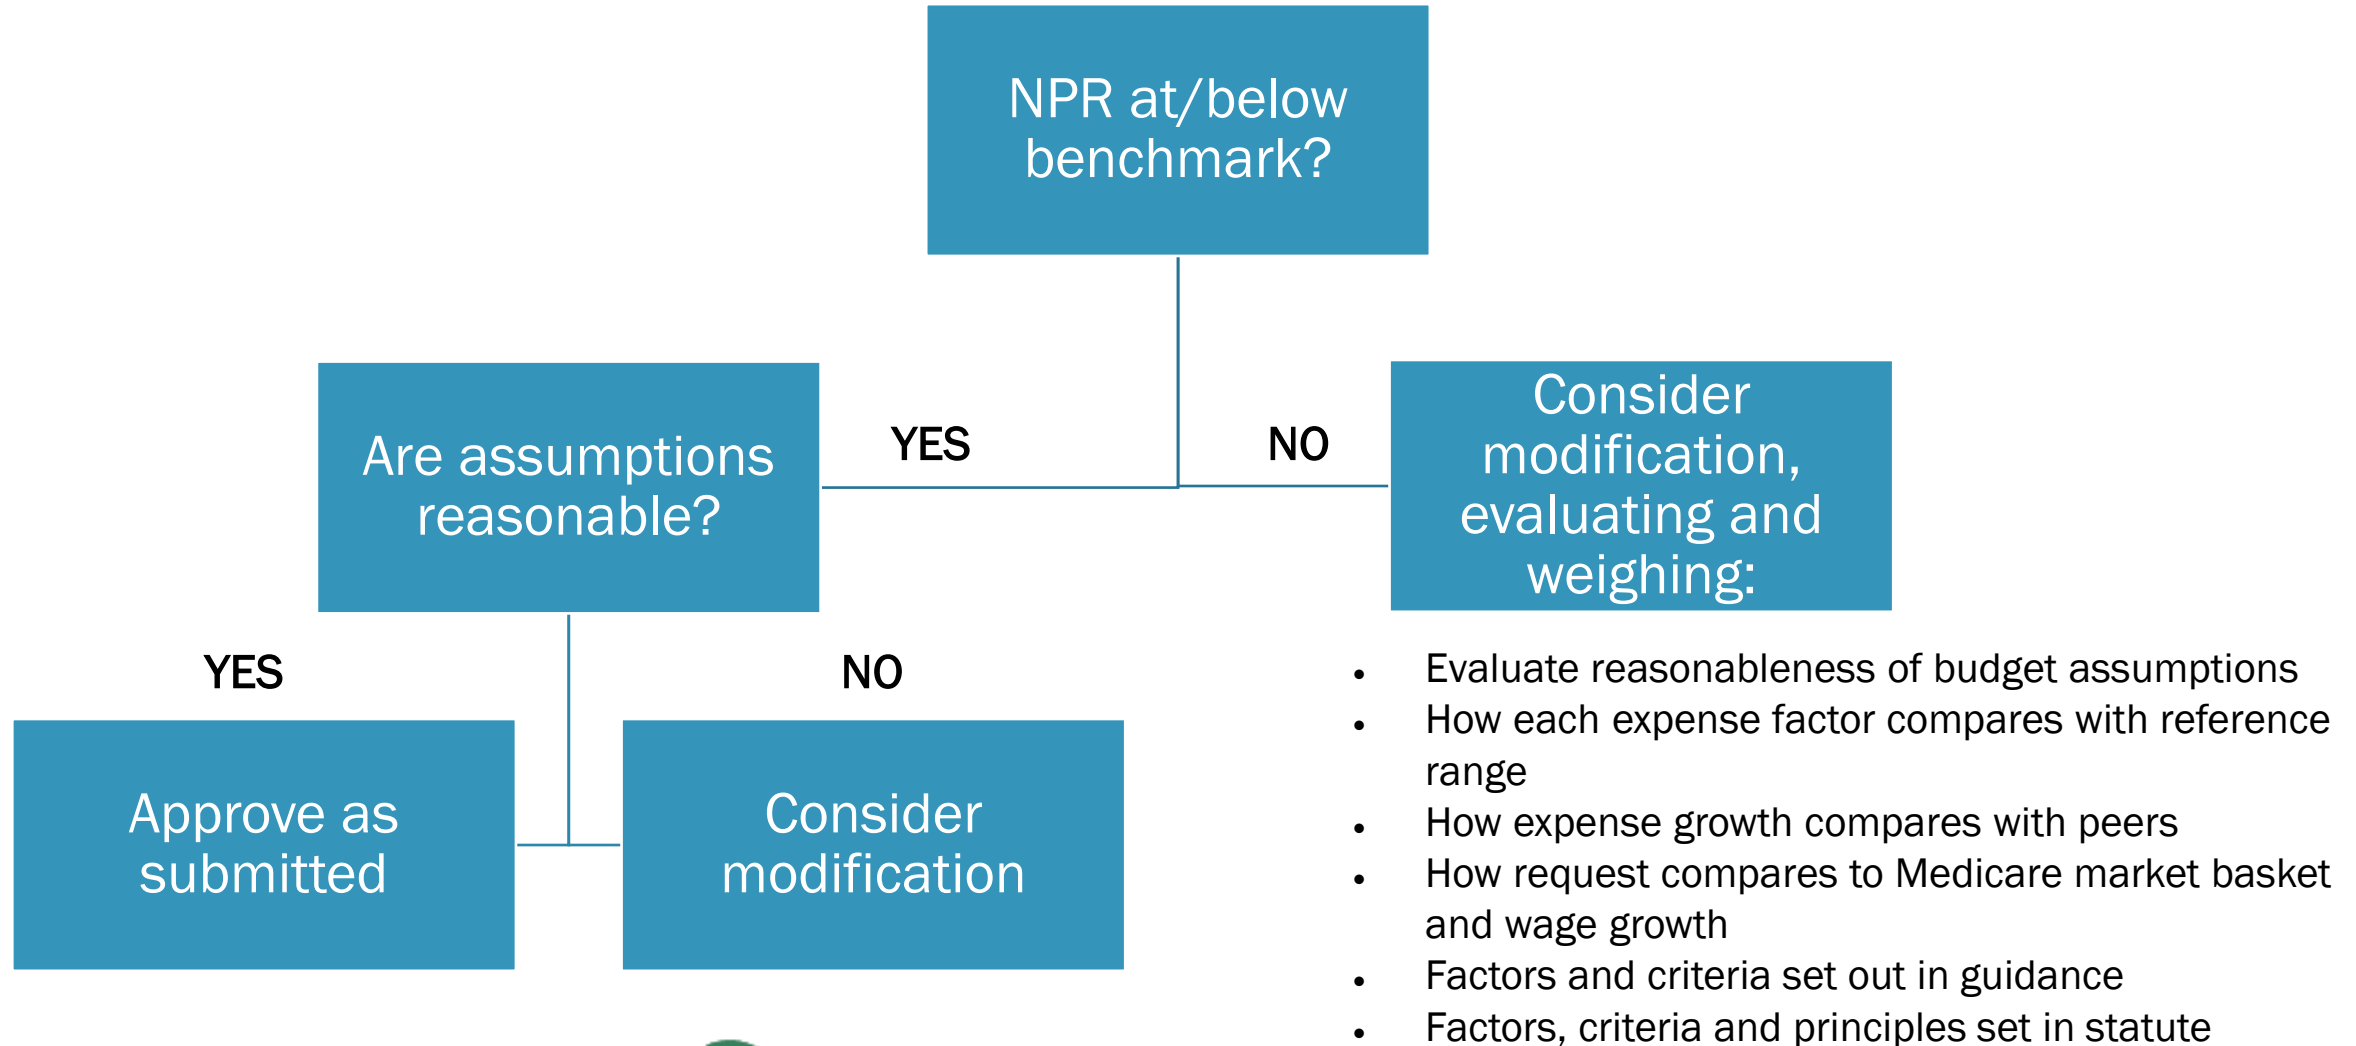 NPR at/below
benchmark?
Are assumptions
reasonable?
YES
NO
Consider
modification,
evaluating and
weighing:
YES
NO
Approve as
submitted
Consider
modification
• Evaluate reasonableness of budget assumptions
• How each expense factor compares with reference
range
• How expense growth compares with peers
• How request compares to Medicare market basket
and wage growth
• Factors and criteria set out in guidance
• Factors, criteria and principles set in statute